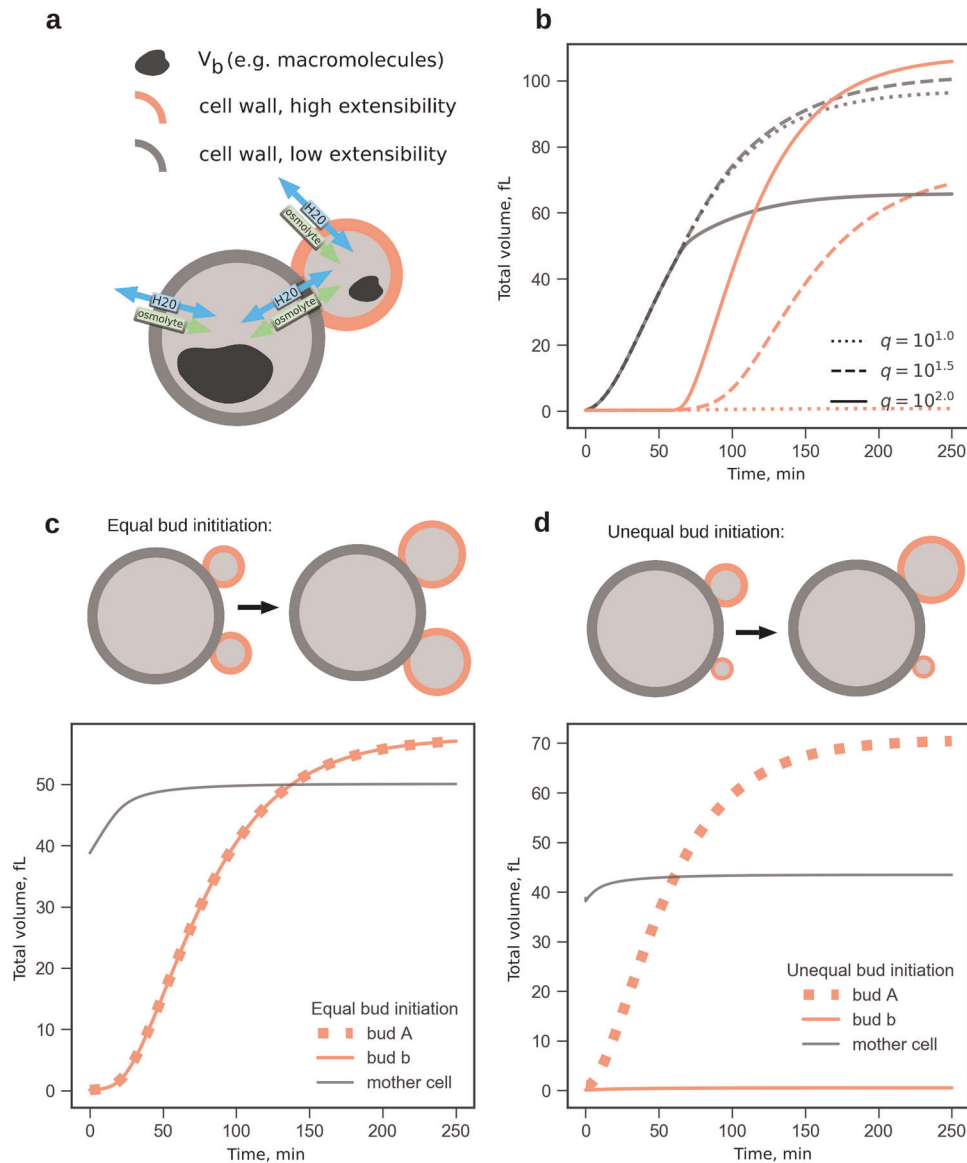 a
V_b (e.g. macromolecules)
cell wall, high extensibility
cell wall, low extensibility
H20
osmolyte
H20
osmolyte
H20
osmolyte
b
Total volume, fL
100
80
60
40
20
0
q = 10^1.0
q = 10^1.5
q = 10^2.0
0 50 100 150 200 250
Time, min
c
Equal bud inititiation:
Total volume, fL
50
40
30
20
10
0
Equal bud initiation
bud A
bud b
mother cell
0 50 100 150 200 250
Time, min
d
Unequal bud initiation:
Total volume, fL
70
60
50
40
30
20
10
0
Unequal bud initiation
bud A
bud b
mother cell
0 50 100 150 200 250
Time, min